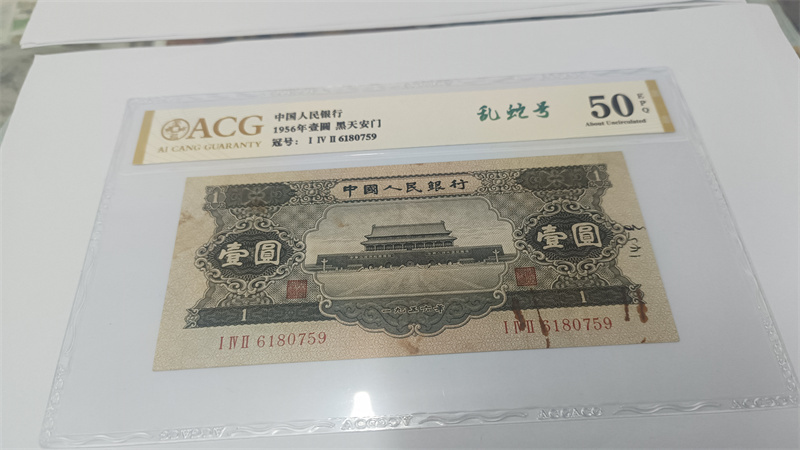 ACG
AI CANG GUARANTY
中国人民银行
1956年壹圓 黑天安门
冠号： I IV II 6180759
乱蛇号
50
EPQ
About Uncirculated
1
1
中國人民銀行
壹圓
壹圓
一九五六年
1
1
I IV II 6180759
I IV II 6180759